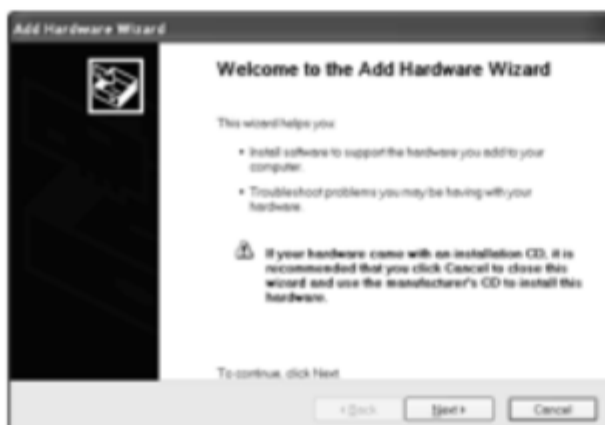 Add Hardware Wizard
Welcome to the Add Hardware Wizard
This wizard helps you:
• Install software to support the hardware you add to your
computer.
• Troubleshoot problems you may be having with your
hardware.
If your hardware came with an installation CD, it is
recommended that you click Cancel to close this
wizard and use the manufacturer's CD to install this
hardware.
To continue, click Next.
< Back Next > Cancel